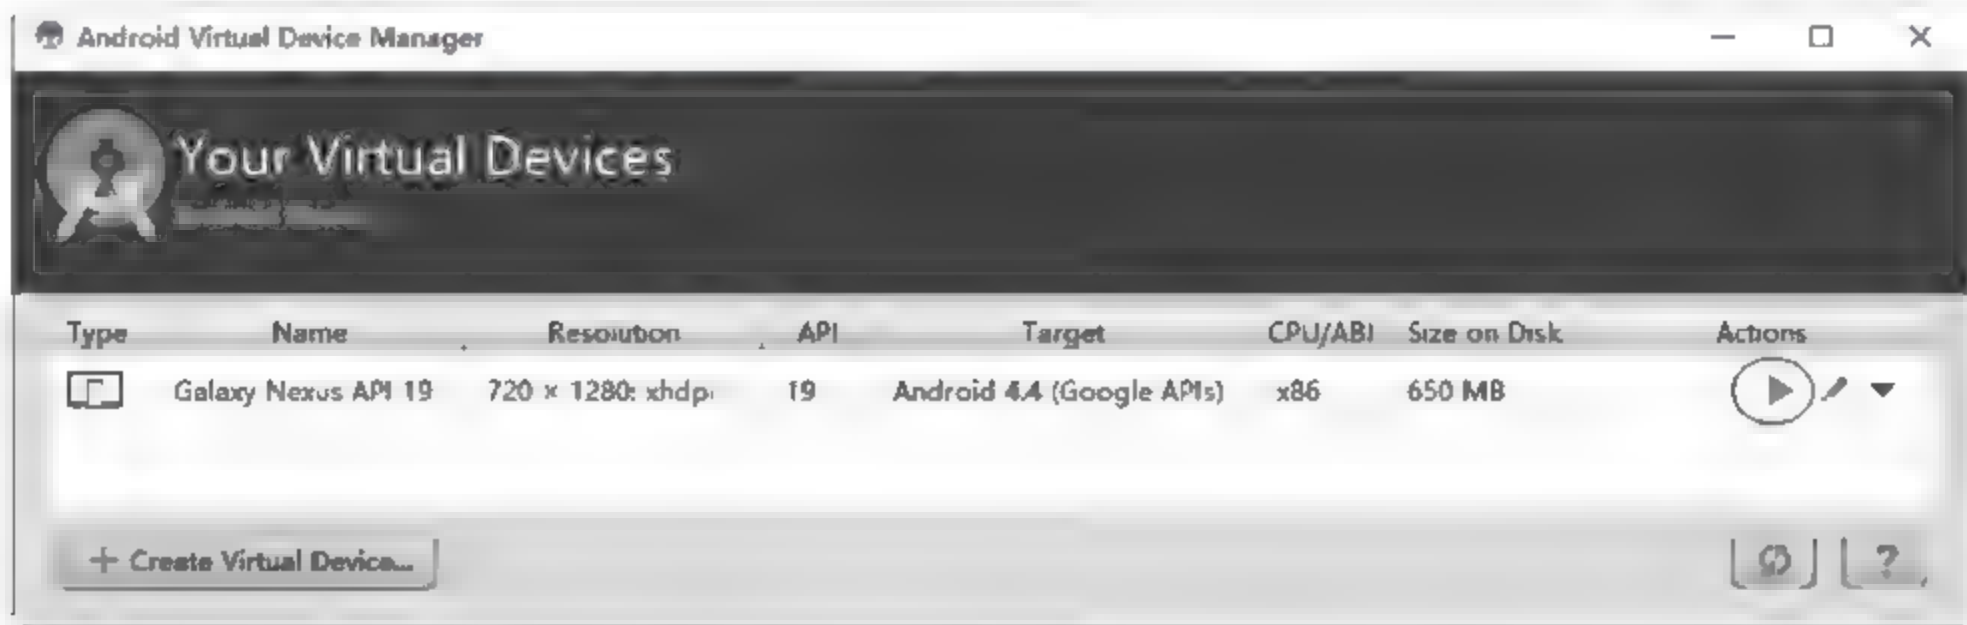 Android Virtual Device Manager
Your Virtual Devices
Type Name Resolution API Target CPU/ABI Size on Disk Actions
Galaxy Nexus API 19 720 × 1280: xhdpi 19 Android 4.4 (Google APIs) x86 650 MB
+ Create Virtual Device... ?